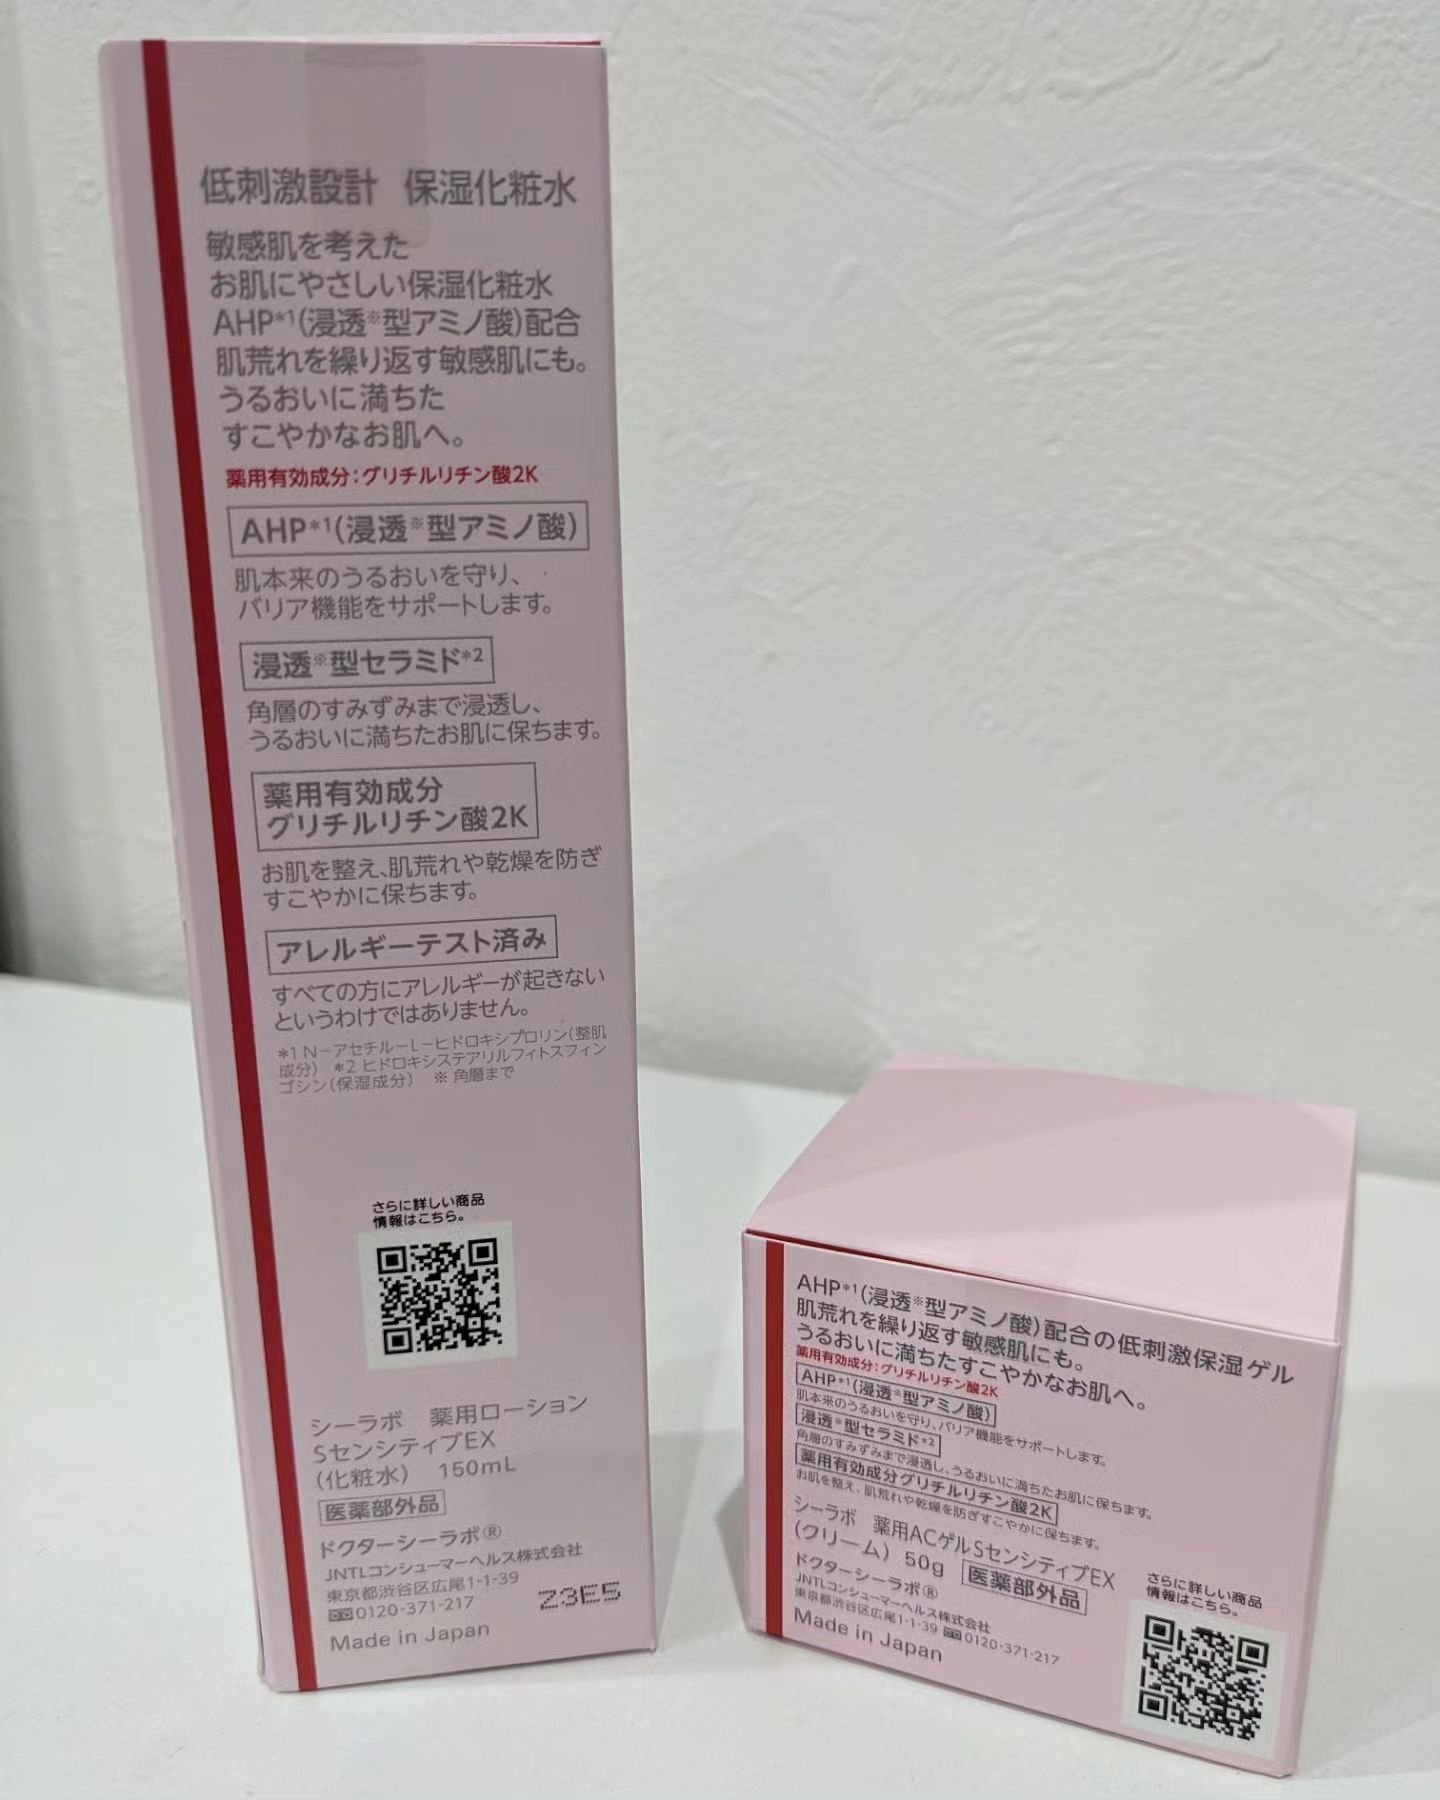 低刺激設計 保湿化粧水
敏感肌を考えた
お肌にやさしい保湿化粧水
AHP*1(浸透※型アミノ酸)配合
肌荒れを繰り返す敏感肌にも。
うるおいに満ちた
すこやかなお肌へ。
薬用有効成分:グリチルリチン酸2K
AHP*1(浸透※型アミノ酸)
肌本来のうるおいを守り、
バリア機能をサポートします。
浸透※型セラミド*2
角層のすみずみまで浸透し、
うるおいに満ちたお肌に保ちます。
薬用有効成分
グリチルリチン酸2K
お肌を整え、肌荒れや乾燥を防ぎ
すこやかに保ちます。
アレルギーテスト済み
すべての方にアレルギーが起きない
というわけではありません。
*1 N-アセチル-L-ヒドロキシプロリン(整肌
成分) *2 ヒドロキシステアリルフィトスフィン
ゴシン(保湿成分) ※ 角層まで
さらに詳しい商品
情報はこちら。
シーラボ 薬用ローション
SセンシティブEX
(化粧水) 150mL
医薬部外品
ドクターシーラボ®
JNTLコンシューマーヘルス株式会社
東京都渋谷区広尾1-1-39
0120-371-217
Made in Japan
Z3E5
AHP*1(浸透※型アミノ酸)配合の低刺激保湿ゲル
肌荒れを繰り返す敏感肌にも。
うるおいに満ちたすこやかなお肌へ。
薬用有効成分:グリチルリチン酸2K
AHP*1(浸透※型アミノ酸)
肌本来のうるおいを守り、バリア機能をサポートします。
浸透※型セラミド*2
角層のすみずみまで浸透し、うるおいに満ちたお肌に保ちます。
薬用有効成分グリチルリチン酸2K
お肌を整え、肌荒れや乾燥を防ぎすこやかに保ちます。
シーラボ 薬用ACゲルSセンシティブEX
(クリーム) 50g 医薬部外品
ドクターシーラボ®
JNTLコンシューマーヘルス株式会社
東京都渋谷区広尾1-1-39 0120-371-217
Made in Japan
さらに詳しい商品
情報はこちら。